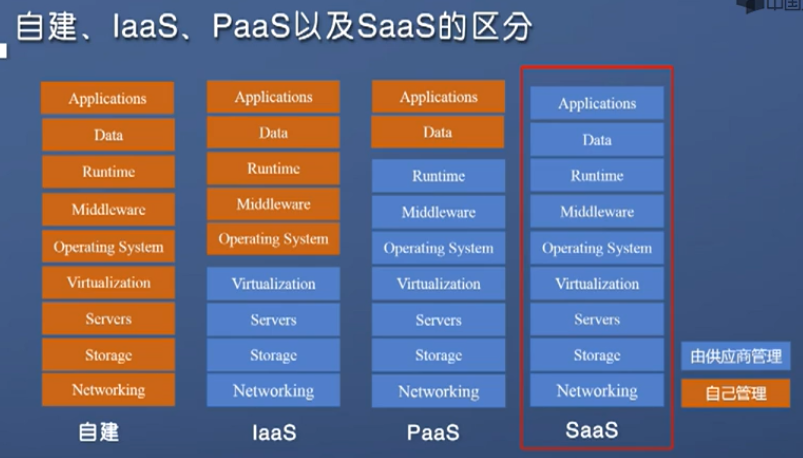 自建、IaaS、PaaS以及SaaS的区分
中国
Applications
Data
Runtime
Middleware
Operating System
Virtualization
Servers
Storage
Networking
自建
Applications
Data
Runtime
Middleware
Operating System
Virtualization
Servers
Storage
Networking
IaaS
Applications
Data
Runtime
Middleware
Operating System
Virtualization
Servers
Storage
Networking
PaaS
Applications
Data
Runtime
Middleware
Operating System
Virtualization
Servers
Storage
Networking
SaaS
由供应商管理
自己管理